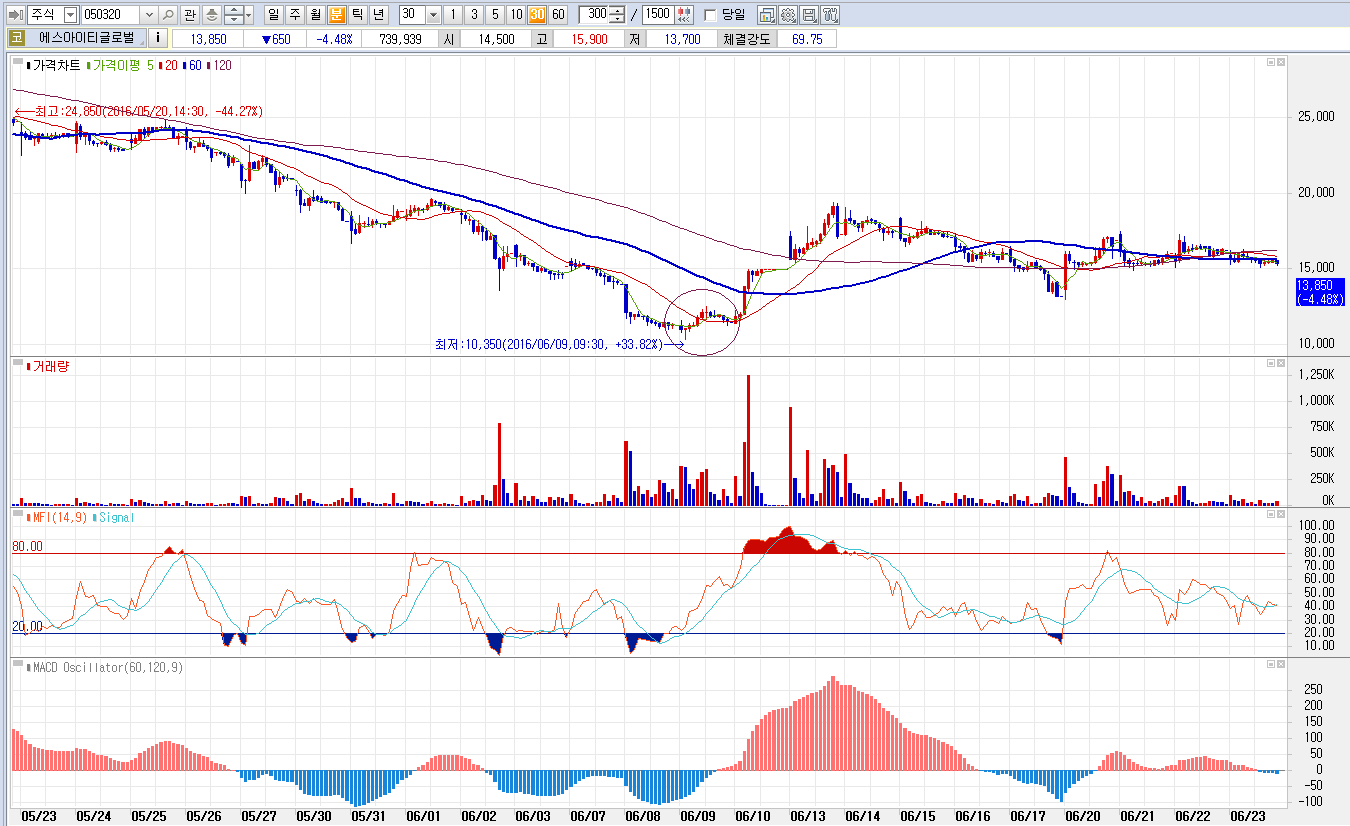 주식 050320 관 일 주 월 분 틱 년 30 1 3 5 10 30 60 300 / 1500 당일
코 에스아이티글로벌 i 13,850 ▼650 -4.48% 739,939 시 14,500 고 15,900 저 13,700 체결강도 69.75
가격차트 가격이평 5 20 60 120
최고:24,850(2016/05/20,14:30, -44.27%)
25,000
20,000
15,000
13,850
(-4.48%)
10,000
최저:10,350(2016/06/09,09:30, +33.82%)
거래량
1,250K
1,000K
750K
500K
250K
0K
MFI(14,9) Signal
80.00
20.00
100.00
90.00
80.00
70.00
60.00
50.00
40.00
30.00
20.00
10.00
MACD Oscillator(60,120,9)
250
200
150
100
50
0
-50
-100
05/23 05/24 05/25 05/26 05/27 05/30 05/31 06/01 06/02 06/03 06/07 06/08 06/09 06/10 06/13 06/14 06/15 06/16 06/17 06/20 06/21 06/22 06/23